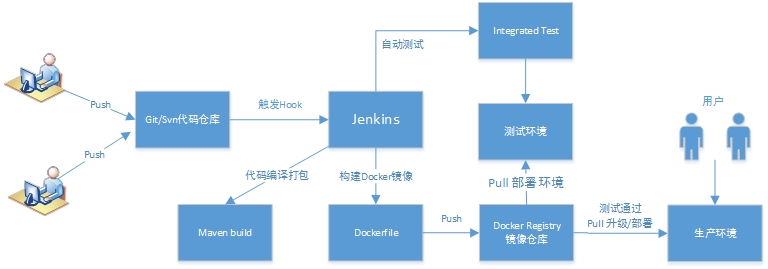 自动测试
Integrated Test
Push
Git/Svn代码仓库
触发Hook
Jenkins
测试环境
用户
Push
代码编译打包
构建Docker镜像
Pull 部署环境
Maven build
Dockerfile
Push
Docker Registry
镜像仓库
测试通过
Pull 升级/部署
生产环境